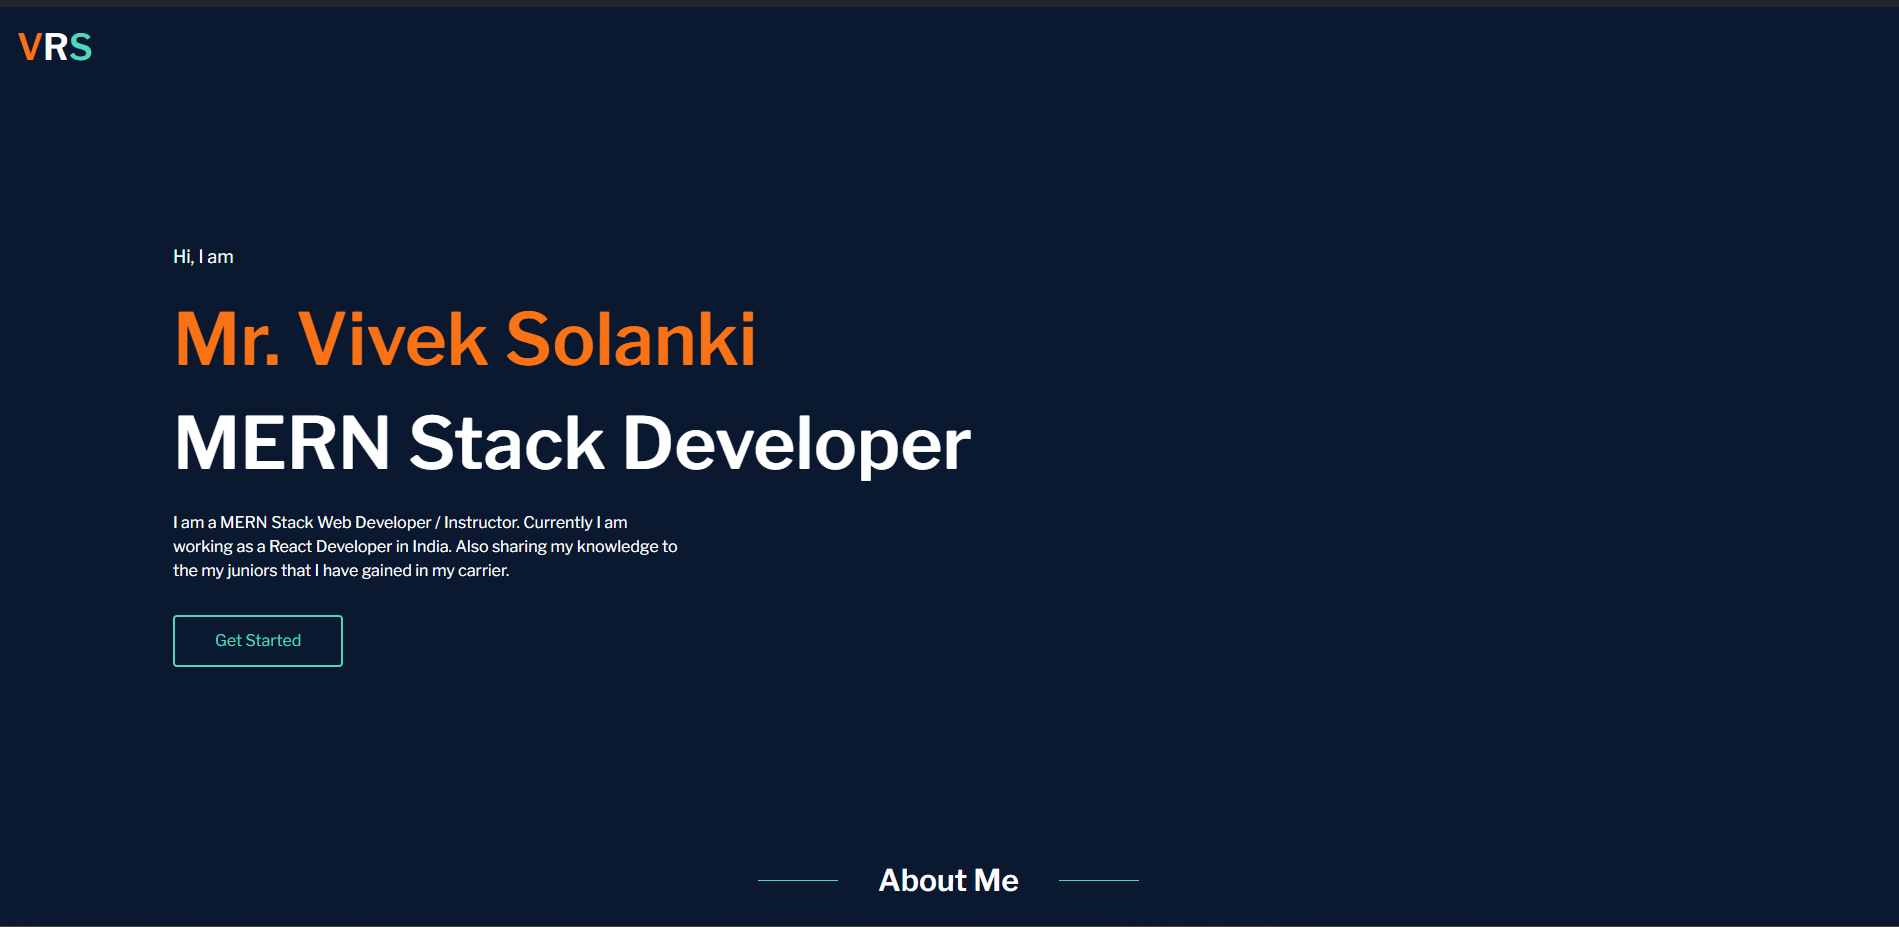 VRS
Hi, I am
Mr. Vivek Solanki
MERN Stack Developer
I am a MERN Stack Web Developer / Instructor. Currently I am
working as a React Developer in India. Also sharing my knowledge to
the my juniors that I have gained in my carrier.
Get Started
About Me